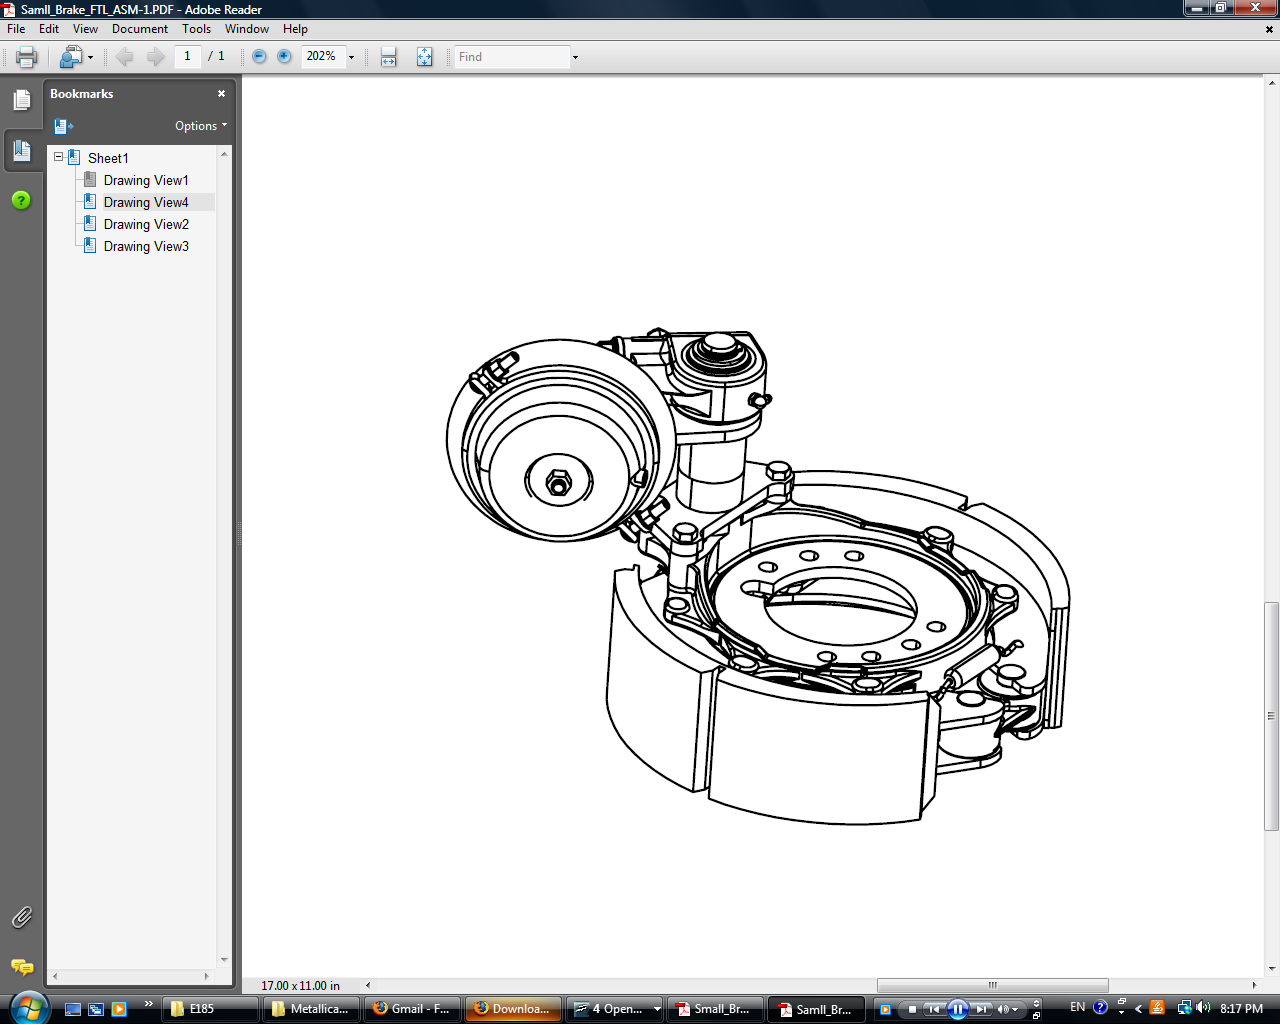 Samll_Brake_FTL_ASM-1.PDF - Adobe Reader
File Edit View Document Tools Window Help
1 / 1 202% Find
Bookmarks
Options
Sheet1
Drawing View1
Drawing View4
Drawing View2
Drawing View3
17.00 x 11.00 in
E185 Metallica... Gmail - F... Downloa... 4 Open... Small_Br... Samll_Br... EN 8:17 PM